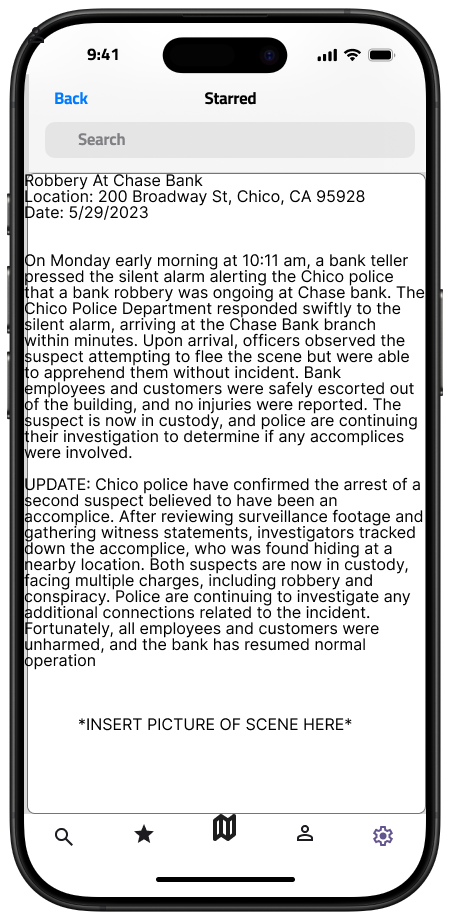 9:41
Back
Starred
Search
Robbery At Chase Bank
Location: 200 Broadway St, Chico, CA 95928
Date: 5/29/2023
On Monday early morning at 10:11 am, a bank teller
pressed the silent alarm alerting the Chico police
that a bank robbery was ongoing at Chase bank. The
Chico Police Department responded swiftly to the
silent alarm, arriving at the Chase Bank branch
within minutes. Upon arrival, officers observed the
suspect attempting to flee the scene but were able
to apprehend them without incident. Bank
employees and customers were safely escorted out
of the building, and no injuries were reported. The
suspect is now in custody, and police are continuing
their investigation to determine if any accomplices
were involved.
UPDATE: Chico police have confirmed the arrest of a
second suspect believed to have been an
accomplice. After reviewing surveillance footage and
gathering witness statements, investigators tracked
down the accomplice, who was found hiding at a
nearby location. Both suspects are now in custody,
facing multiple charges, including robbery and
conspiracy. Police are continuing to investigate any
additional connections related to the incident.
Fortunately, all employees and customers were
unharmed, and the bank has resumed normal
operation
*INSERT PICTURE OF SCENE HERE*